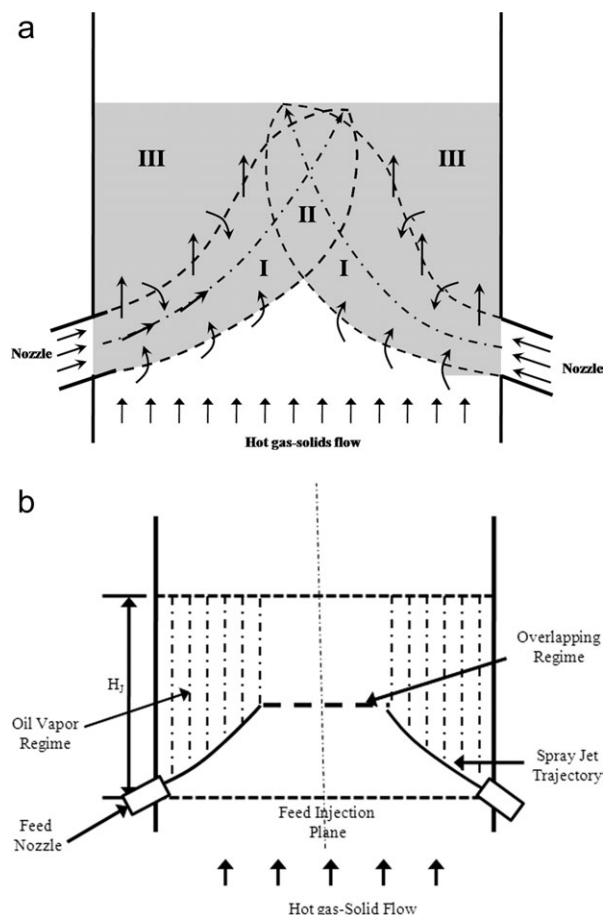 a
III
III
II
I
I
Nozzle
Nozzle
Hot gas-solids flow
b
Overlapping
Regime
HJ
Oil Vapor
Regime
Spray Jet
Trajectory
Feed
Nozzle
Feed Injection
Plane
Hot gas-Solid Flow